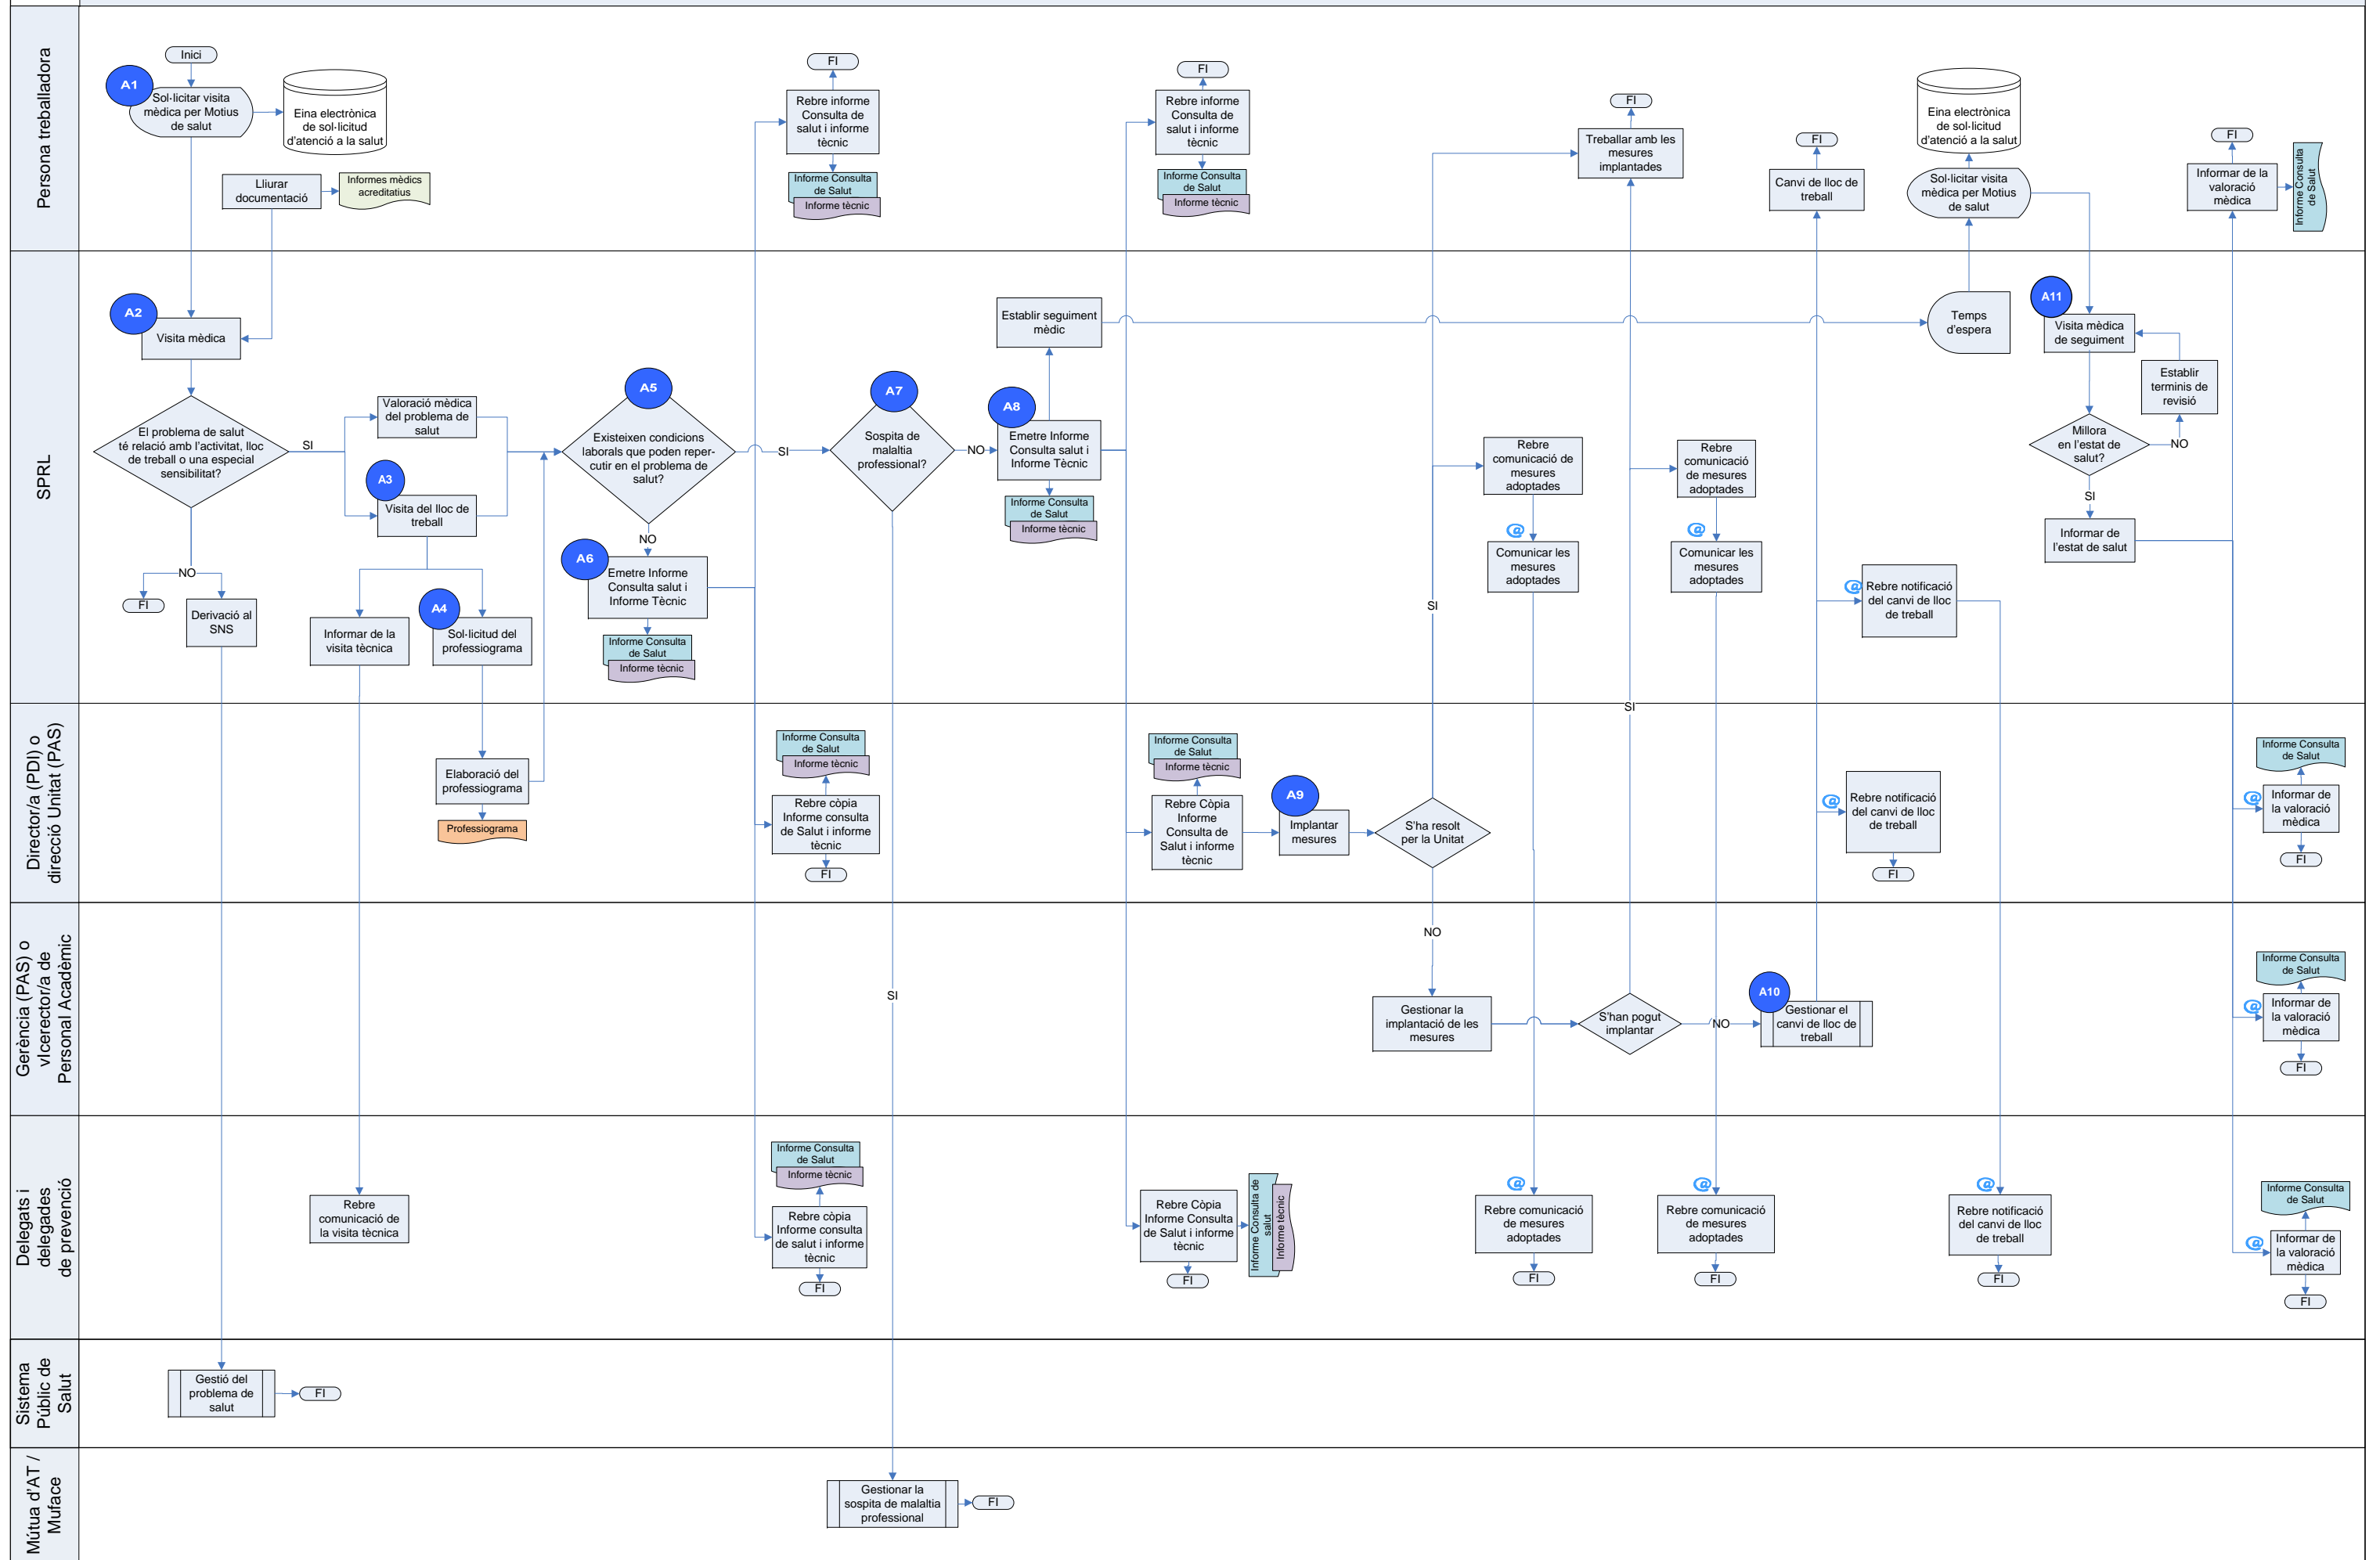 Persona treballadora
Inici
A1
Sol·licitar visita
mèdica per Motius
de salut
Eina electrònica
de sol·licitud
d'atenció a la salut
Lliurar
documentació
Informes mèdics
acreditatius
FI
Rebre informe
Consulta de
salut i informe
tècnic
Informe Consulta
de Salut
Informe tècnic
FI
Rebre informe
Consulta de
salut i informe
tècnic
Informe Consulta
de Salut
Informe tècnic
FI
Treballar amb les
mesures
implantades
FI
Canvi de lloc de
treball
Eina electrònica
de sol·licitud
d'atenció a la salut
Sol·licitar visita
mèdica per Motius
de salut
FI
Informar de la
valoració
mèdica
Informe Consulta
de Salut
SPRL
A2
Visita mèdica
El problema de salut
té relació amb l'activitat, lloc
de treball o una especial
sensibilitat?
SI
NO
FI
Derivació al
SNS
Valoració mèdica
del problema de
salut
A3
Visita del lloc de
treball
Informar de la
visita tècnica
A4
Sol·licitud del
professiograma
A5
Existeixen condicions
laborals que poden reper-
cutir en el problema de
salut?
SI
NO
A6
Emetre Informe
Consulta salut i
Informe Tècnic
Informe Consulta
de Salut
Informe tècnic
A7
Sospita de
malaltia
professional?
NO
SI
Establir seguiment
mèdic
A8
Emetre Informe
Consulta salut i
Informe Tècnic
Informe Consulta
de Salut
Informe tècnic
SI
Rebre
comunicació de
mesures
adoptades
@
Comunicar les
mesures
adoptades
Rebre
comunicació
de mesures
adoptades
@
Comunicar les
mesures
adoptades
SI
@
Rebre notificació
del canvi de lloc
de treball
Temps
d'espera
A11
Visita mèdica
de seguiment
Establir
terminis de
revisió
Millora
en l'estat de
salut?
NO
SI
Informar de
l'estat de salut
Director/a (PDI) o
direcció Unitat (PAS)
Elaboració del
professiograma
Professiograma
Informe Consulta
de Salut
Informe tècnic
Rebre còpia
Informe consulta
de Salut i informe
tècnic
FI
Informe Consulta
de Salut
Informe tècnic
Rebre Còpia
Informe
Consulta de
Salut i informe
tècnic
A9
Implantar
mesures
S'ha resolt
per la Unitat
NO
@
Rebre notificació
del canvi de lloc
de treball
FI
Informe Consulta
de Salut
@
Informar de
la valoració
mèdica
FI
Gerència (PAS) o
vIcerector/a de
Personal Acadèmic
Gestionar la
implantació de les
mesures
S'han pogut
implantar
NO
A10
Gestionar el
canvi de lloc de
treball
Informe Consulta
de Salut
@
Informar de
la valoració
mèdica
FI
Delegats i
delegades
de prevenció
Rebre
comunicació de
la visita tècnica
Informe Consulta
de Salut
Informe tècnic
Rebre còpia
Informe consulta
de salut i informe
tècnic
FI
Rebre Còpia
Informe Consulta
de Salut i informe
tècnic
FI
Informe Consulta de
salut
Informe tècnic
@
Rebre comunicació
de mesures
adoptades
FI
@
Rebre comunicació
de mesures
adoptades
FI
@
Rebre notificació
del canvi de lloc
de treball
FI
Informe Consulta
de Salut
@
Informar de
la valoració
mèdica
FI
Sistema
Públic de
Salut
Gestió del
problema de
salut
FI
Mútua d'AT /
Muface
Gestionar la
sospita de malaltia
professional
FI